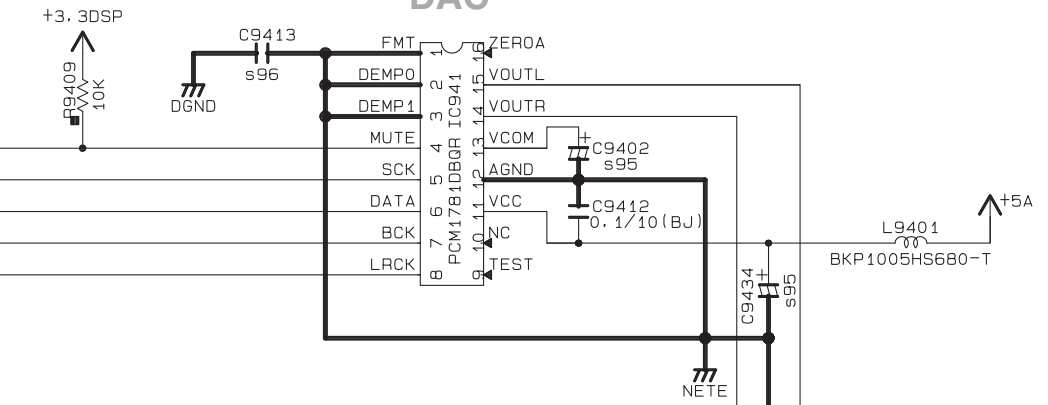 DAC
+3.3DSP
C9413
s96
DGND
R9409
10K
FMT
DEMP0
DEMP1
MUTE
SCK
DATA
BCK
LRCK
1
2
3
4
5
6
7
8
PCM1781DBQR IC941
16
15
14
13
12
11
10
9
ZEROA
VOUTL
VOUTR
VCOM
AGND
VCC
NC
TEST
C9402
s95
C9412
0.1/10(BJ)
+5A
L9401
BKP1005HS680-T
C9434
s95
NETE